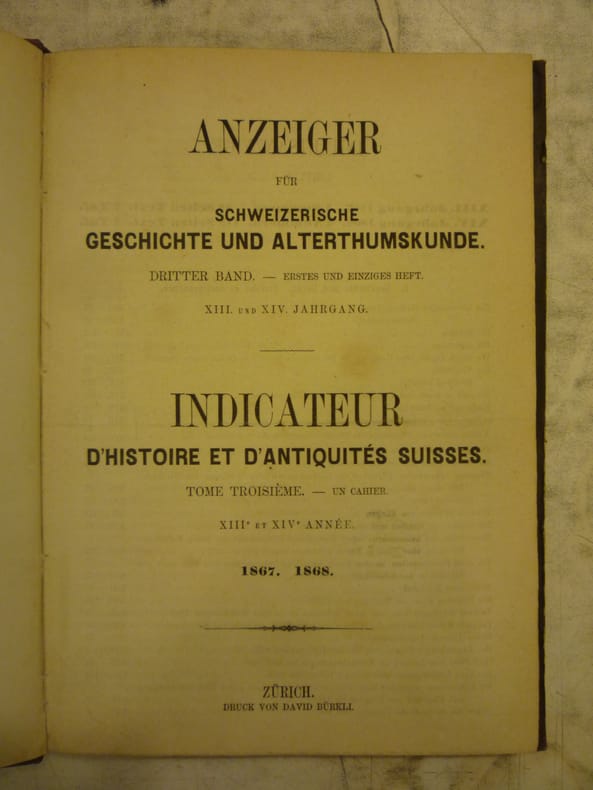 ANZEIGER
FÜR
SCHWEIZERISCHE
GESCHICHTE UND ALTERTHUMSKUNDE.
DRITTER BAND. — ERSTES UND EINZIGES HEFT.
XIII. UND XIV. JAHRGANG.
INDICATEUR
D'HISTOIRE ET D'ANTIQUITÉS SUISSES.
TOME TROISIÈME. — UN CAHIER.
XIIIe ET XIVe ANNÉE.
1867. 1868.
ZÜRICH.
DRUCK VON DAVID BÜRKLI.